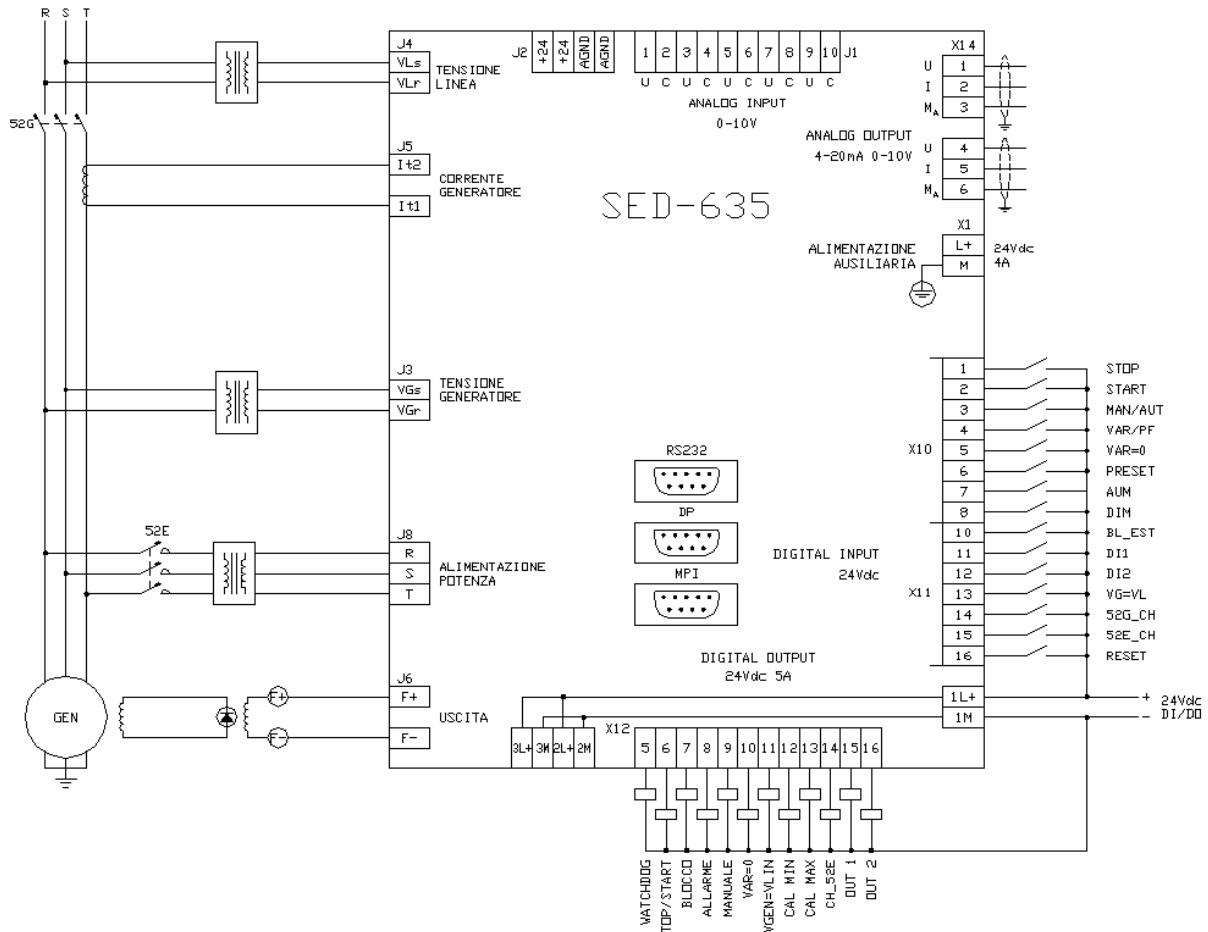 R S T
52G
J4
VLs
VLr
TENSIONE
LINEA
J5
It2
It1
CORRENTE
GENERATORE
J3
VGs
VGr
TENSIONE
GENERATORE
52E
J8
R
S
T
ALIMENTAZIONE
POTENZA
GEN
F+
F-
J6
F+
F-
USCITA
J2
+24
+24
AGND
AGND
1 2 3 4 5 6 7 8 9 10
J1
U C U C U C U C U C
ANALOG INPUT
0-10V
SED-635
X14
U 1
I 2
MA 3
ANALOG OUTPUT
4-20mA 0-10V
U 4
I 5
MA 6
X1
L+
M
24Vdc
4A
ALIMENTAZIONE
AUSILIARIA
RS232
DP
MPI
DIGITAL INPUT
24Vdc
X10
1 STOP
2 START
3 MAN/AUT
4 VAR/PF
5 VAR=0
6 PRESET
7 AUM
8 DIM
X11
10 BL_EST
11 DI1
12 DI2
13 VG=VL
14 52G_CH
15 52E_CH
16 RESET
1L+
1M
+ 24Vdc
- DI/DO
DIGITAL OUTPUT
24Vdc 5A
3L+ 3M 2L+ 2M
X12
5 6 7 8 9 10 11 12 13 14 15 16
WATCHDOG
TOP/START
BLOCCO
ALLARME
MANUALE
VAR=0
VGEN=VLIN
CAL MIN
CAL MAX
CH_52E
OUT 1
OUT 2